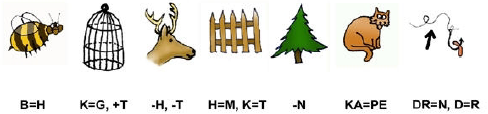 B=H K=G, +T -H, -T H=M, K=T -N KA=PE DR=N, D=R